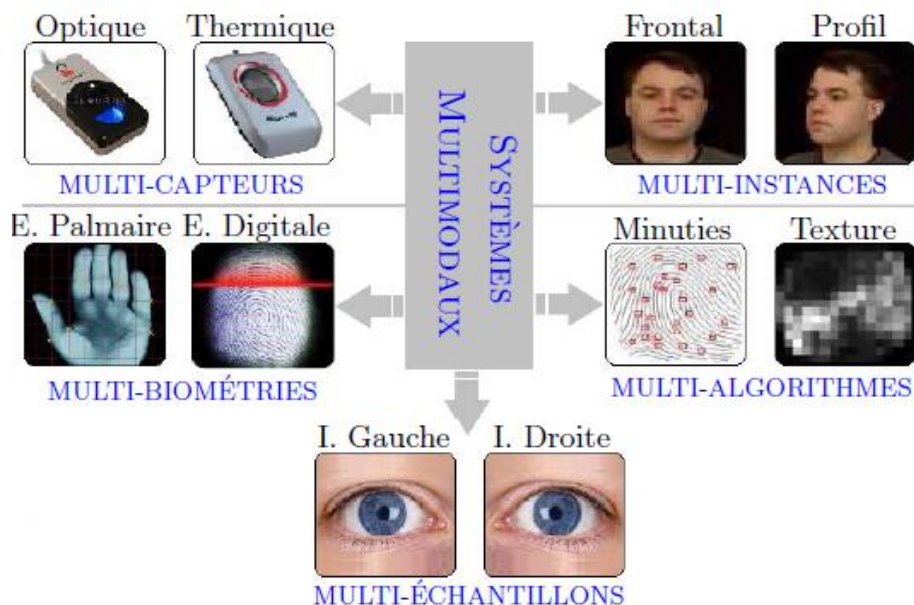 Optique Thermique
MULTI-CAPTEURS
Frontal Profil
MULTI-INSTANCES
SYSTÈMES
MULTIMODAUX
E. Palmaire E. Digitale
MULTI-BIOMÉTRIES
Minuties Texture
MULTI-ALGORITHMES
I. Gauche I. Droite
MULTI-ÉCHANTILLONS